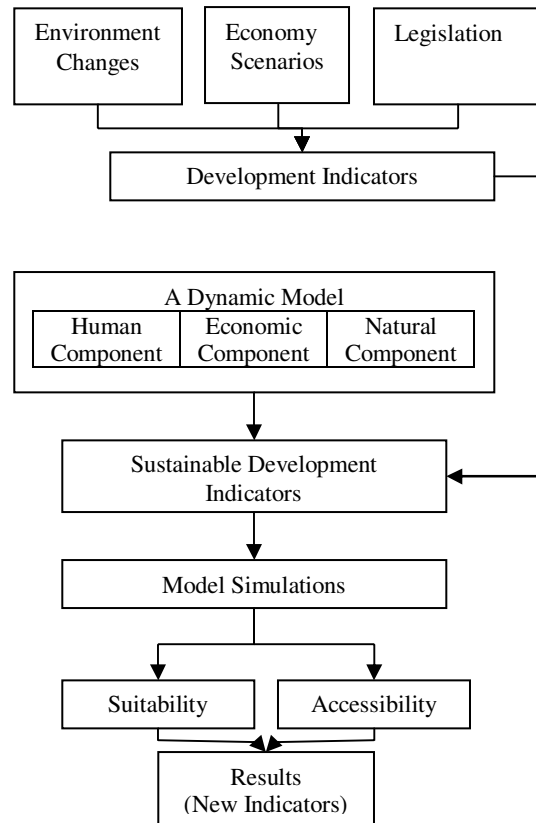 Environment
Changes
Economy
Scenarios
Legislation
Development Indicators
A Dynamic Model
Human
Component
Economic
Component
Natural
Component
Sustainable Development
Indicators
Model Simulations
Suitability
Accessibility
Results
(New Indicators)